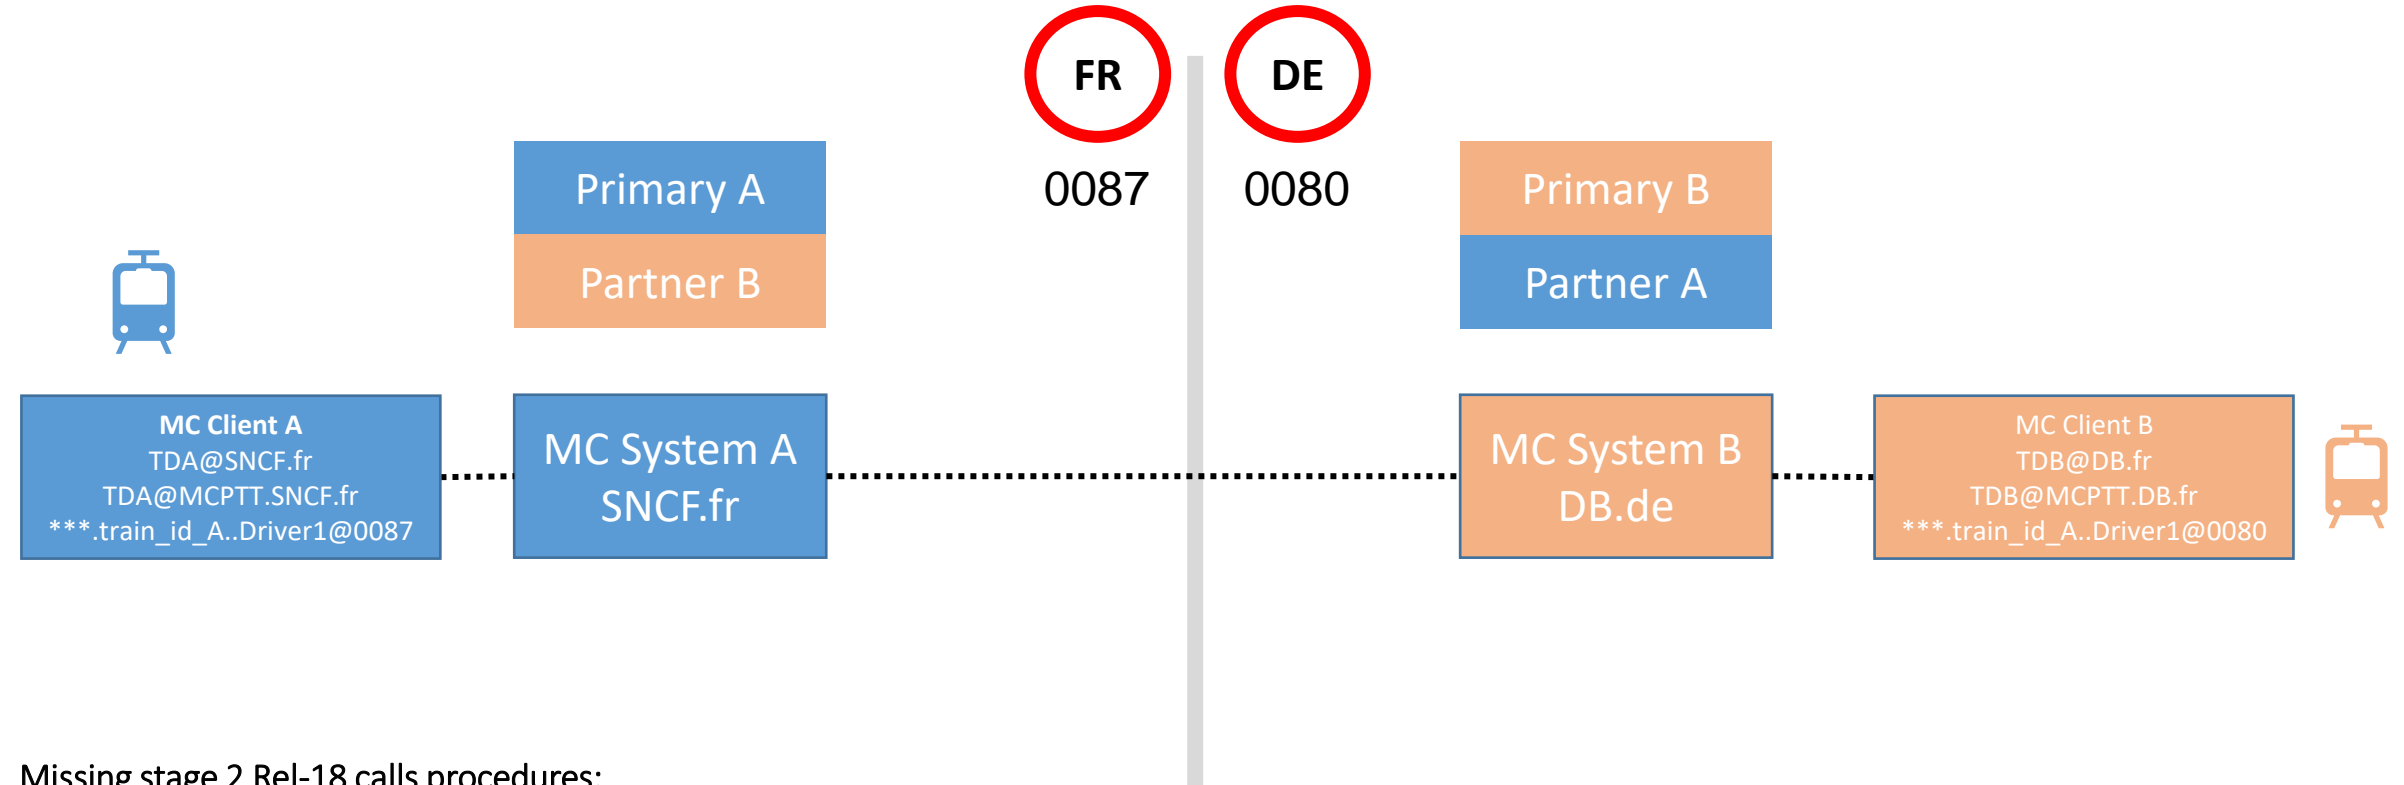 FR
DE
0087
0080
Primary A
Partner B
Primary B
Partner A
MC Client A
TDA@SNCF.fr
TDA@MCPTT.SNCF.fr
***.train_id_A..Driver1@0087
MC System A
SNCF.fr
MC System B
DB.de
MC Client B
TDB@DB.fr
TDB@MCPTT.DB.fr
***.train_id_A..Driver1@0080
Missing stage 2 Rel-18 calls procedures: